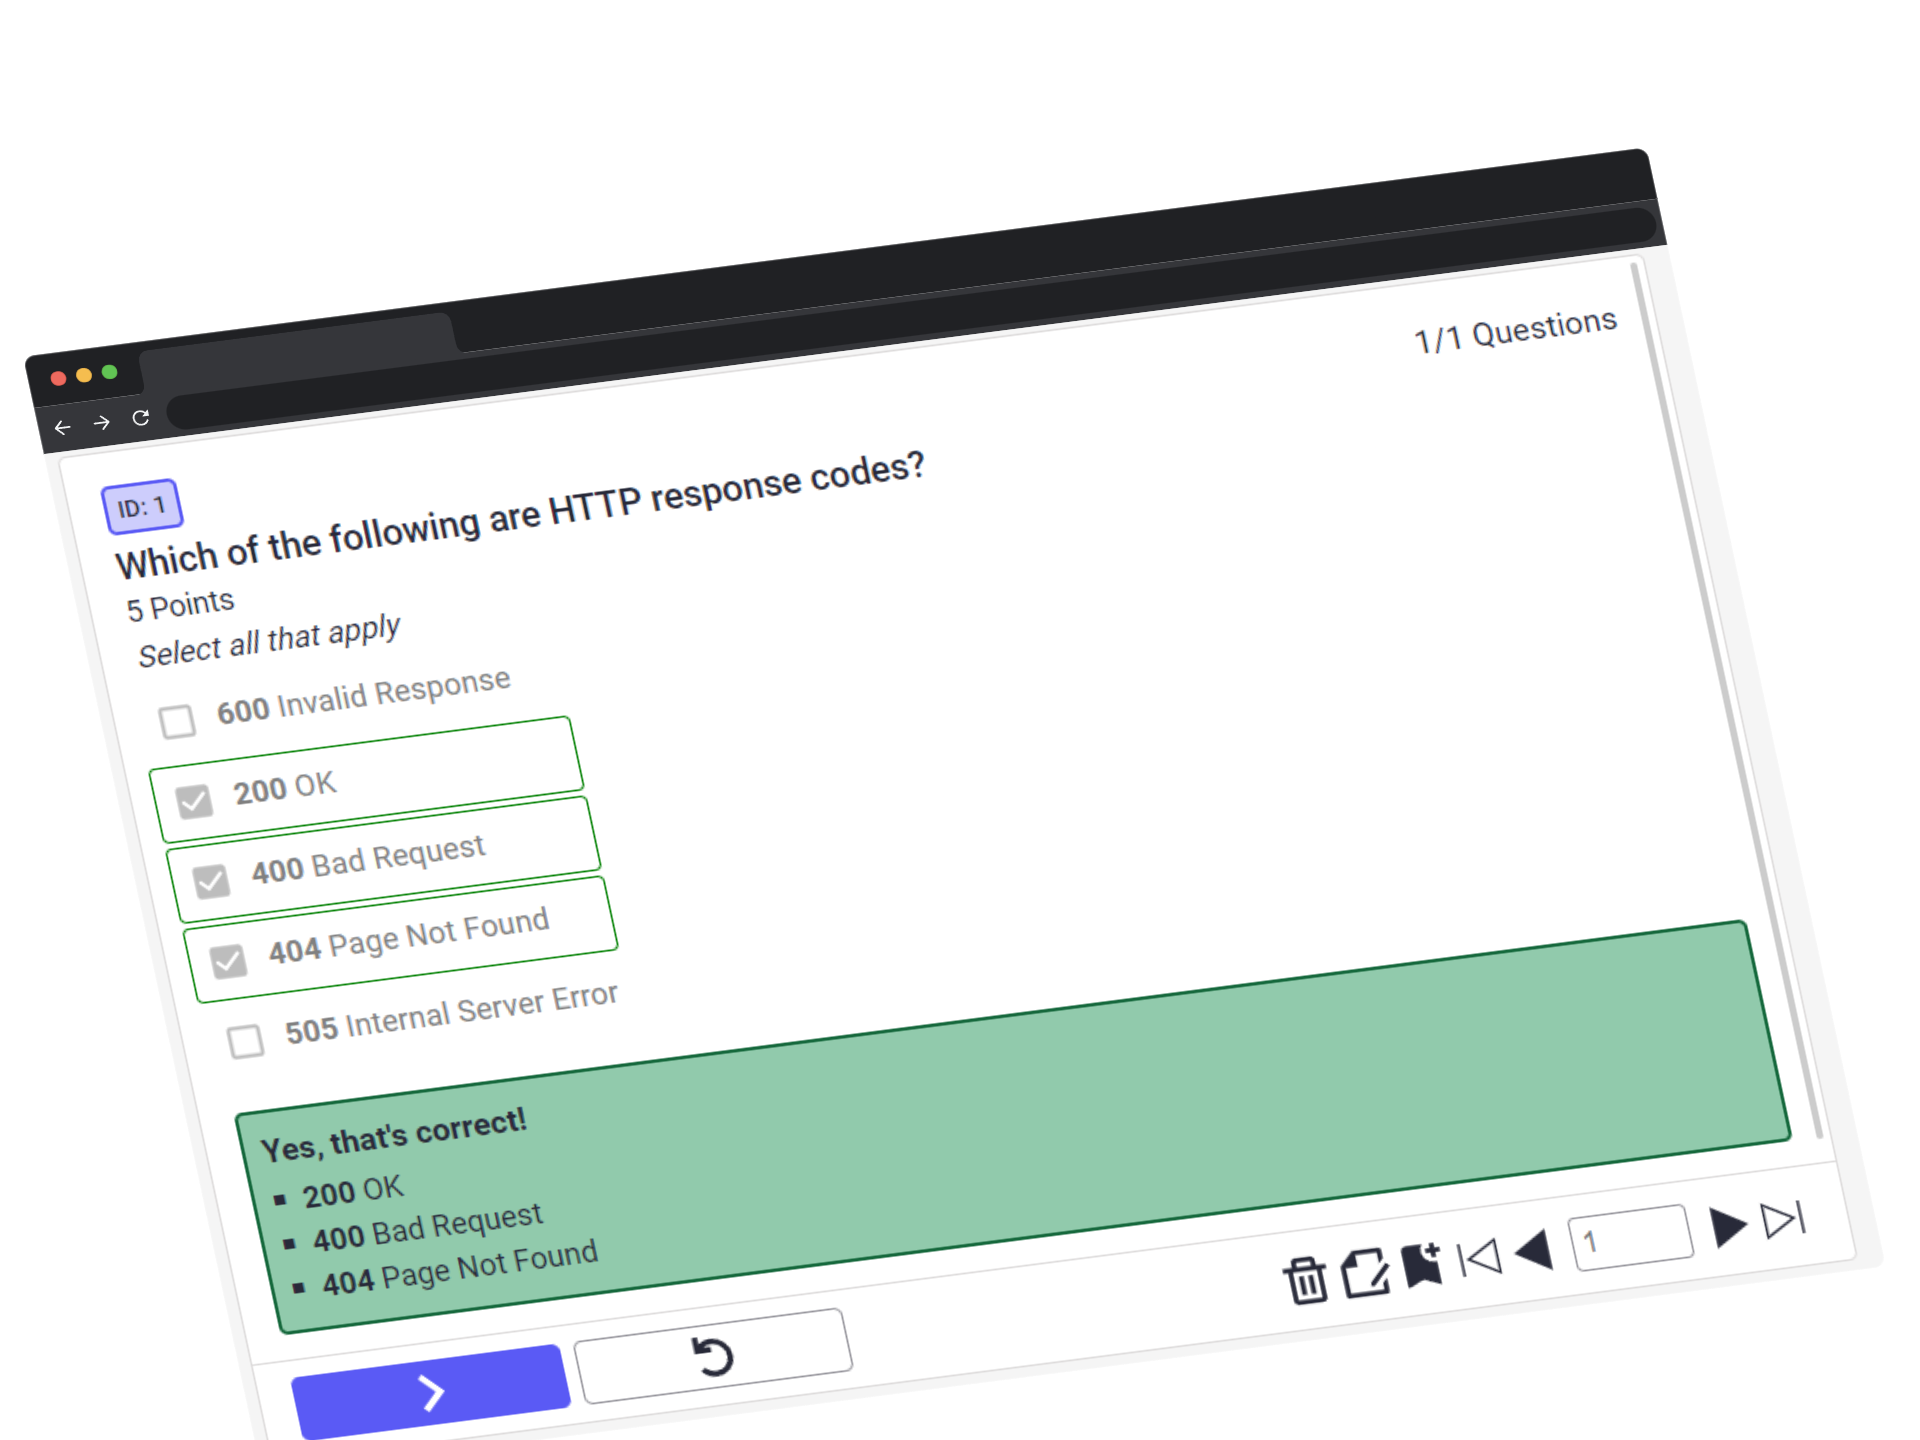 1/1 Questions
ID: 1
Which of the following are HTTP response codes?
5 Points
Select all that apply
600 Invalid Response
200 OK
400 Bad Request
404 Page Not Found
505 Internal Server Error
Yes, that's correct!
▪ 200 OK
▪ 400 Bad Request
▪ 404 Page Not Found
1